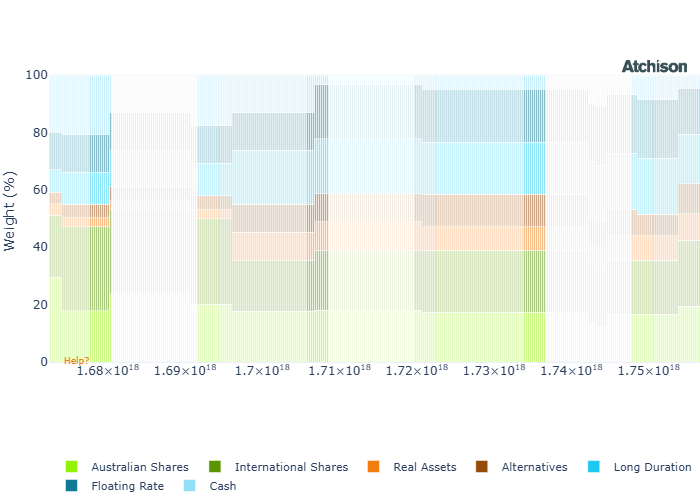 Atchison
100
80
60
40
20
0
Weight (%)
Help?
1.68×10¹⁸ 1.69×10¹⁸ 1.7×10¹⁸ 1.71×10¹⁸ 1.72×10¹⁸ 1.73×10¹⁸ 1.74×10¹⁸ 1.75×10¹⁸
Australian Shares International Shares Real Assets Alternatives Long Duration
Floating Rate Cash